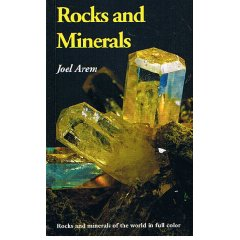 Rocks and
Minerals
Joel Arem
Rocks and minerals of the world in full color